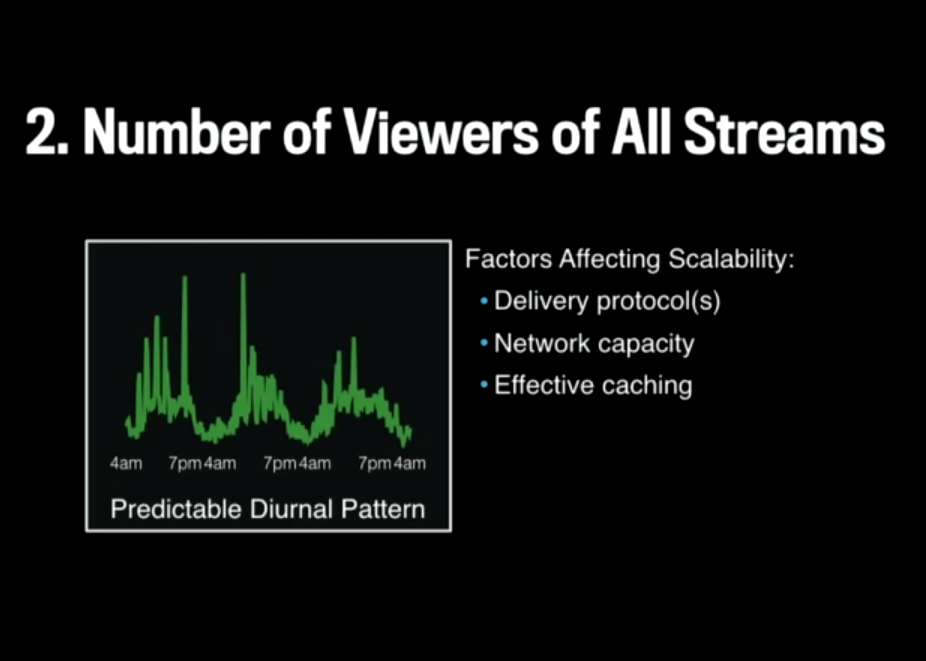 2. Number of Viewers of All Streams
Factors Affecting Scalability:
• Delivery protocol(s)
• Network capacity
• Effective caching
4am 7pm 4am 7pm 4am 7pm 4am
Predictable Diurnal Pattern